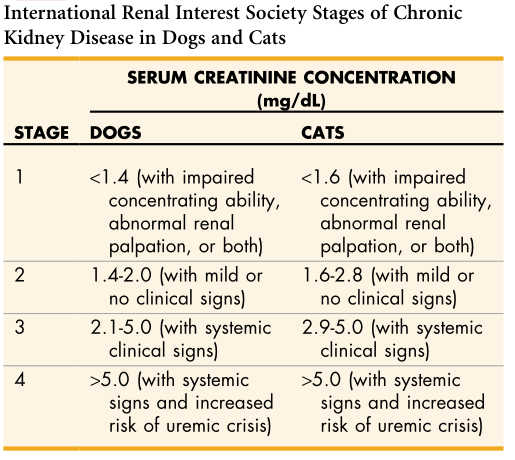 International Renal Interest Society Stages of Chronic
Kidney Disease in Dogs and Cats
SERUM CREATININE CONCENTRATION
(mg/dL)
STAGE DOGS CATS
1 <1.4 (with impaired <1.6 (with impaired
concentrating ability, concentrating ability,
abnormal renal abnormal renal
palpation, or both) palpation, or both)
2 1.4-2.0 (with mild or 1.6-2.8 (with mild or
no clinical signs) no clinical signs)
3 2.1-5.0 (with systemic 2.9-5.0 (with systemic
clinical signs) clinical signs)
4 >5.0 (with systemic >5.0 (with systemic
signs and increased signs and increased
risk of uremic crisis) risk of uremic crisis)